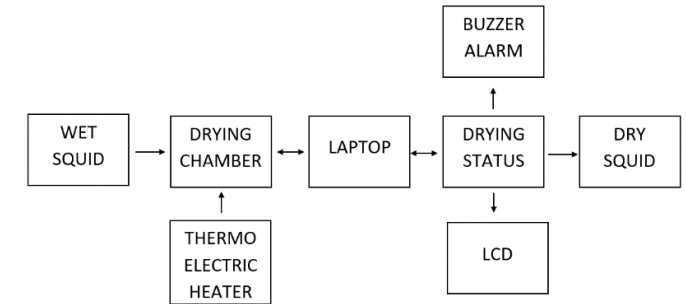 BUZZER
ALARM
WET
SQUID
DRYING
CHAMBER
LAPTOP
DRYING
STATUS
DRY
SQUID
THERMO
ELECTRIC
HEATER
LCD